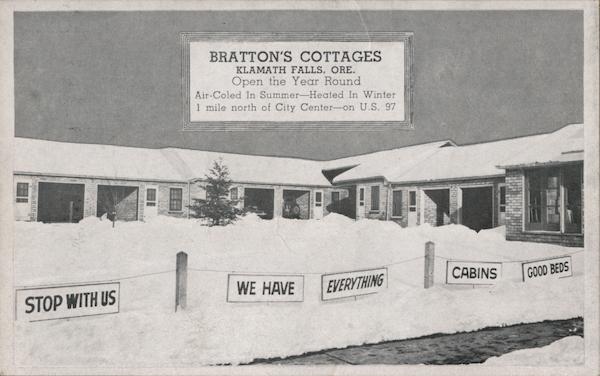 BRATTON'S COTTAGES
KLAMATH FALLS, ORE.
Open the Year Round
Air-Coled In Summer—Heated In Winter
1 mile north of City Center—on U.S. 97
STOP WITH US
WE HAVE
EVERYTHING
CABINS
GOOD BEDS